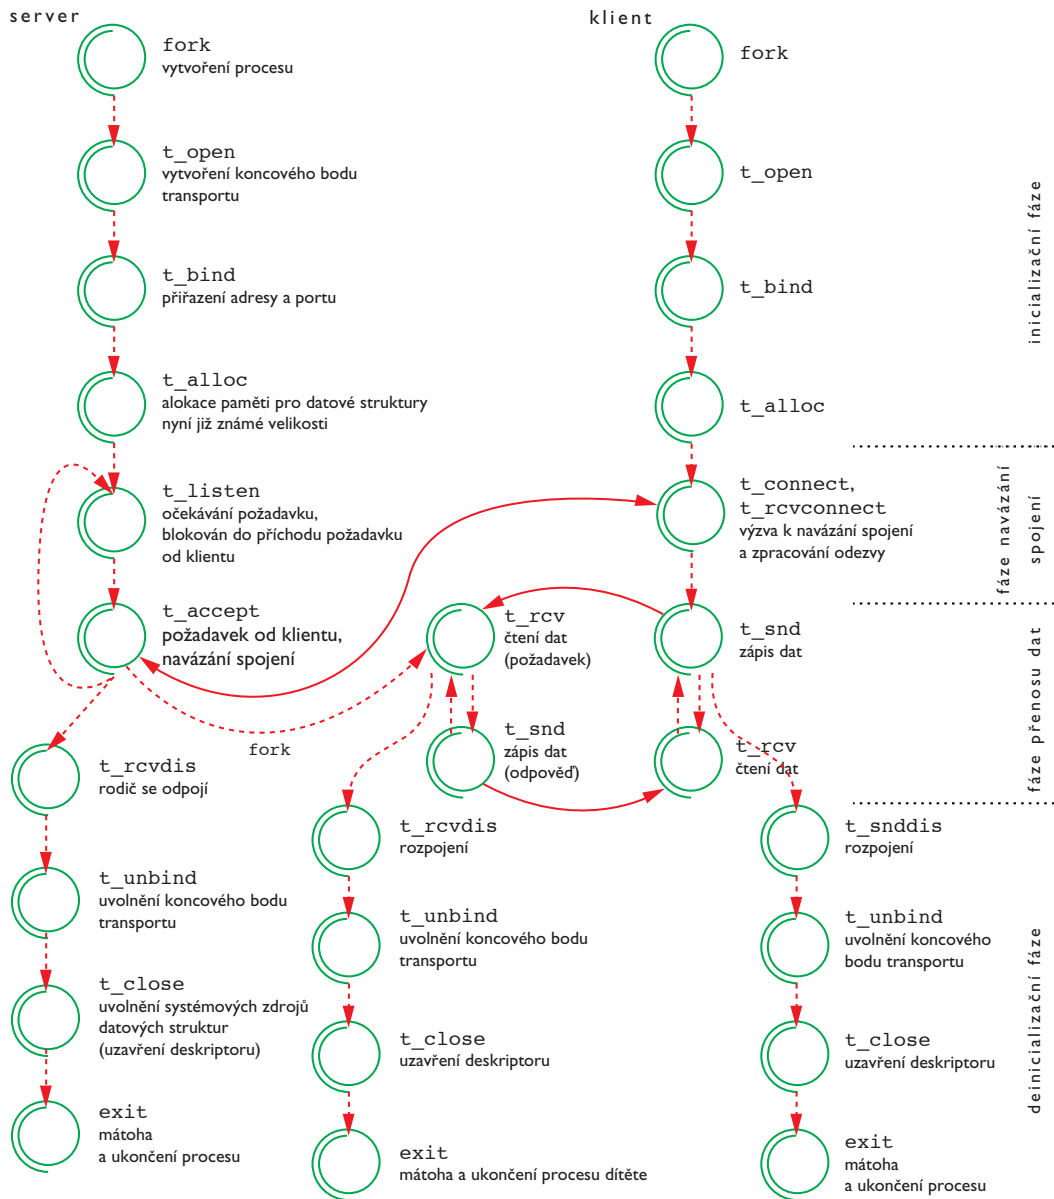 server
fork
vytvoření procesu
t_open
vytvoření koncového bodu
transportu
t_bind
přiřazení adresy a portu
t_alloc
alokace paměti pro datové struktury
nyní již známé velikosti
t_listen
očekávání požadavku,
blokován do příchodu požadavku
od klientu
t_accept
požadavek od klientu,
navázání spojení
fork
t_rcvdis
rodič se odpojí
t_unbind
uvolnění koncového bodu
transportu
t_close
uvolnění systémových zdrojů
datových struktur
(uzavření deskriptoru)
exit
mátoha
a ukončení procesu
t_rcv
čtení dat
(požadavek)
t_snd
zápis dat
(odpověď)
t_rcvdis
rozpojení
t_unbind
uvolnění koncového bodu
transportu
t_close
uzavření deskriptoru
exit
mátoha a ukončení procesu dítěte
klient
fork
t_open
t_bind
t_alloc
t_connect,
t_rcvconnect
výzva k navázání spojení
a zpracování odezvy
t_snd
zápis dat
t_rcv
čtení dat
t_snddis
rozpojení
t_unbind
uvolnění koncového
bodu transportu
t_close
uzavření deskriptoru
exit
mátoha
a ukončení procesu
inicializační fáze
fáze navázání
spojení
fáze přenosu dat
deinicializační fáze